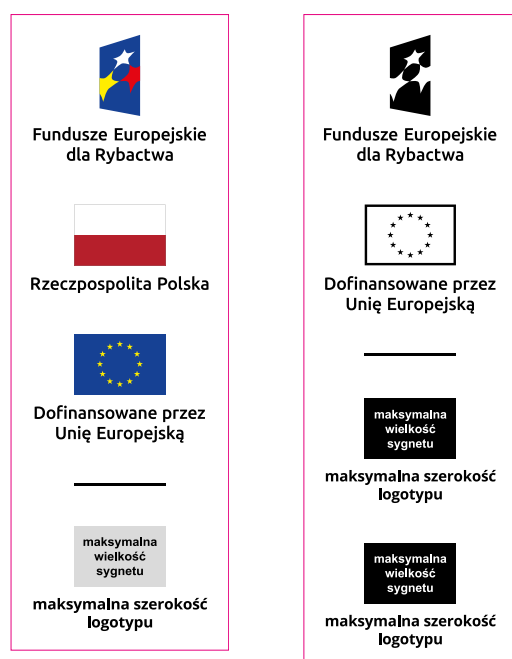 Fundusze Europejskie
dla Rybactwa
Rzeczpospolita Polska
Dofinansowane przez
Unię Europejską
maksymalna
wielkość
sygnetu
maksymalna szerokość
logotypu
Fundusze Europejskie
dla Rybactwa
Dofinansowane przez
Unię Europejską
maksymalna
wielkość
sygnetu
maksymalna szerokość
logotypu
maksymalna
wielkość
sygnetu
maksymalna szerokość
logotypu